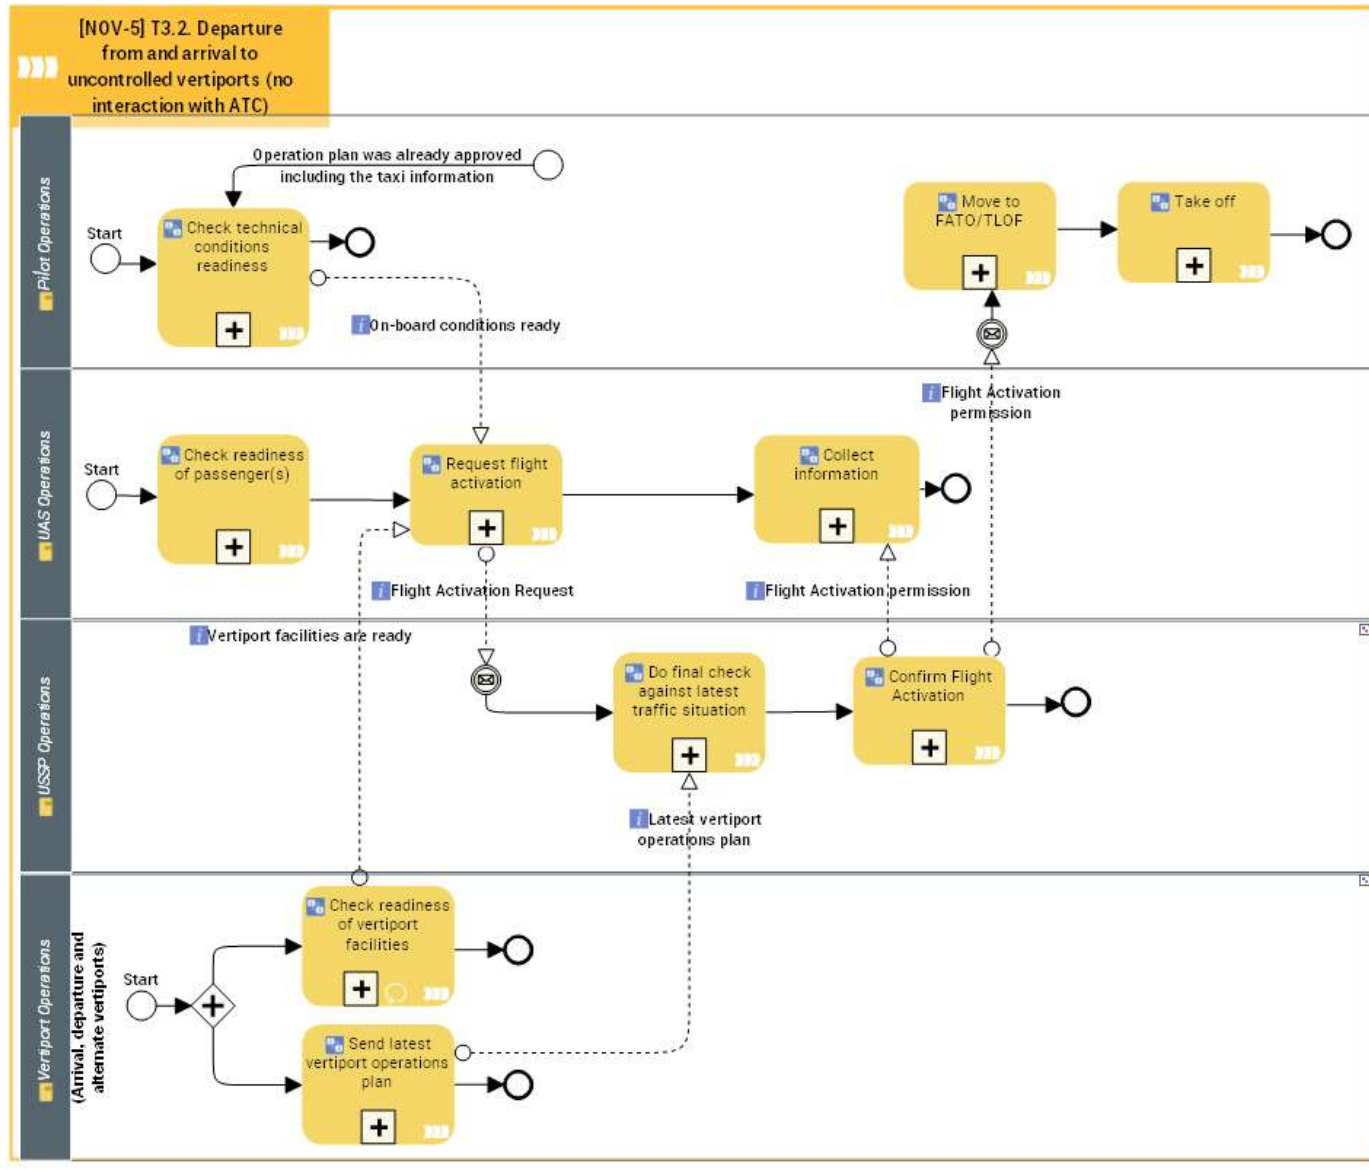 [NOV-5] T3.2. Departure
from and arrival to
uncontrolled vertiports (no
interaction with ATC)
Pilot Operations
Operation plan was already approved
including the taxi information
Start
Check technical
conditions
readiness
On-board conditions ready
Move to
FATO/TLOF
Take off
Flight Activation
permission
UAS Operations
Start
Check readiness
of passenger(s)
Request flight
activation
Collect
information
Flight Activation Request
Flight Activation permission
USSP Operations
Vertiport facilities are ready
Do final check
against latest
traffic situation
Confirm Flight
Activation
Latest vertiport
operations plan
Vertiport Operations
(Arrival, departure and
alternate vertiports)
Start
Check readiness
of vertiport
facilities
Send latest
vertiport operations
plan